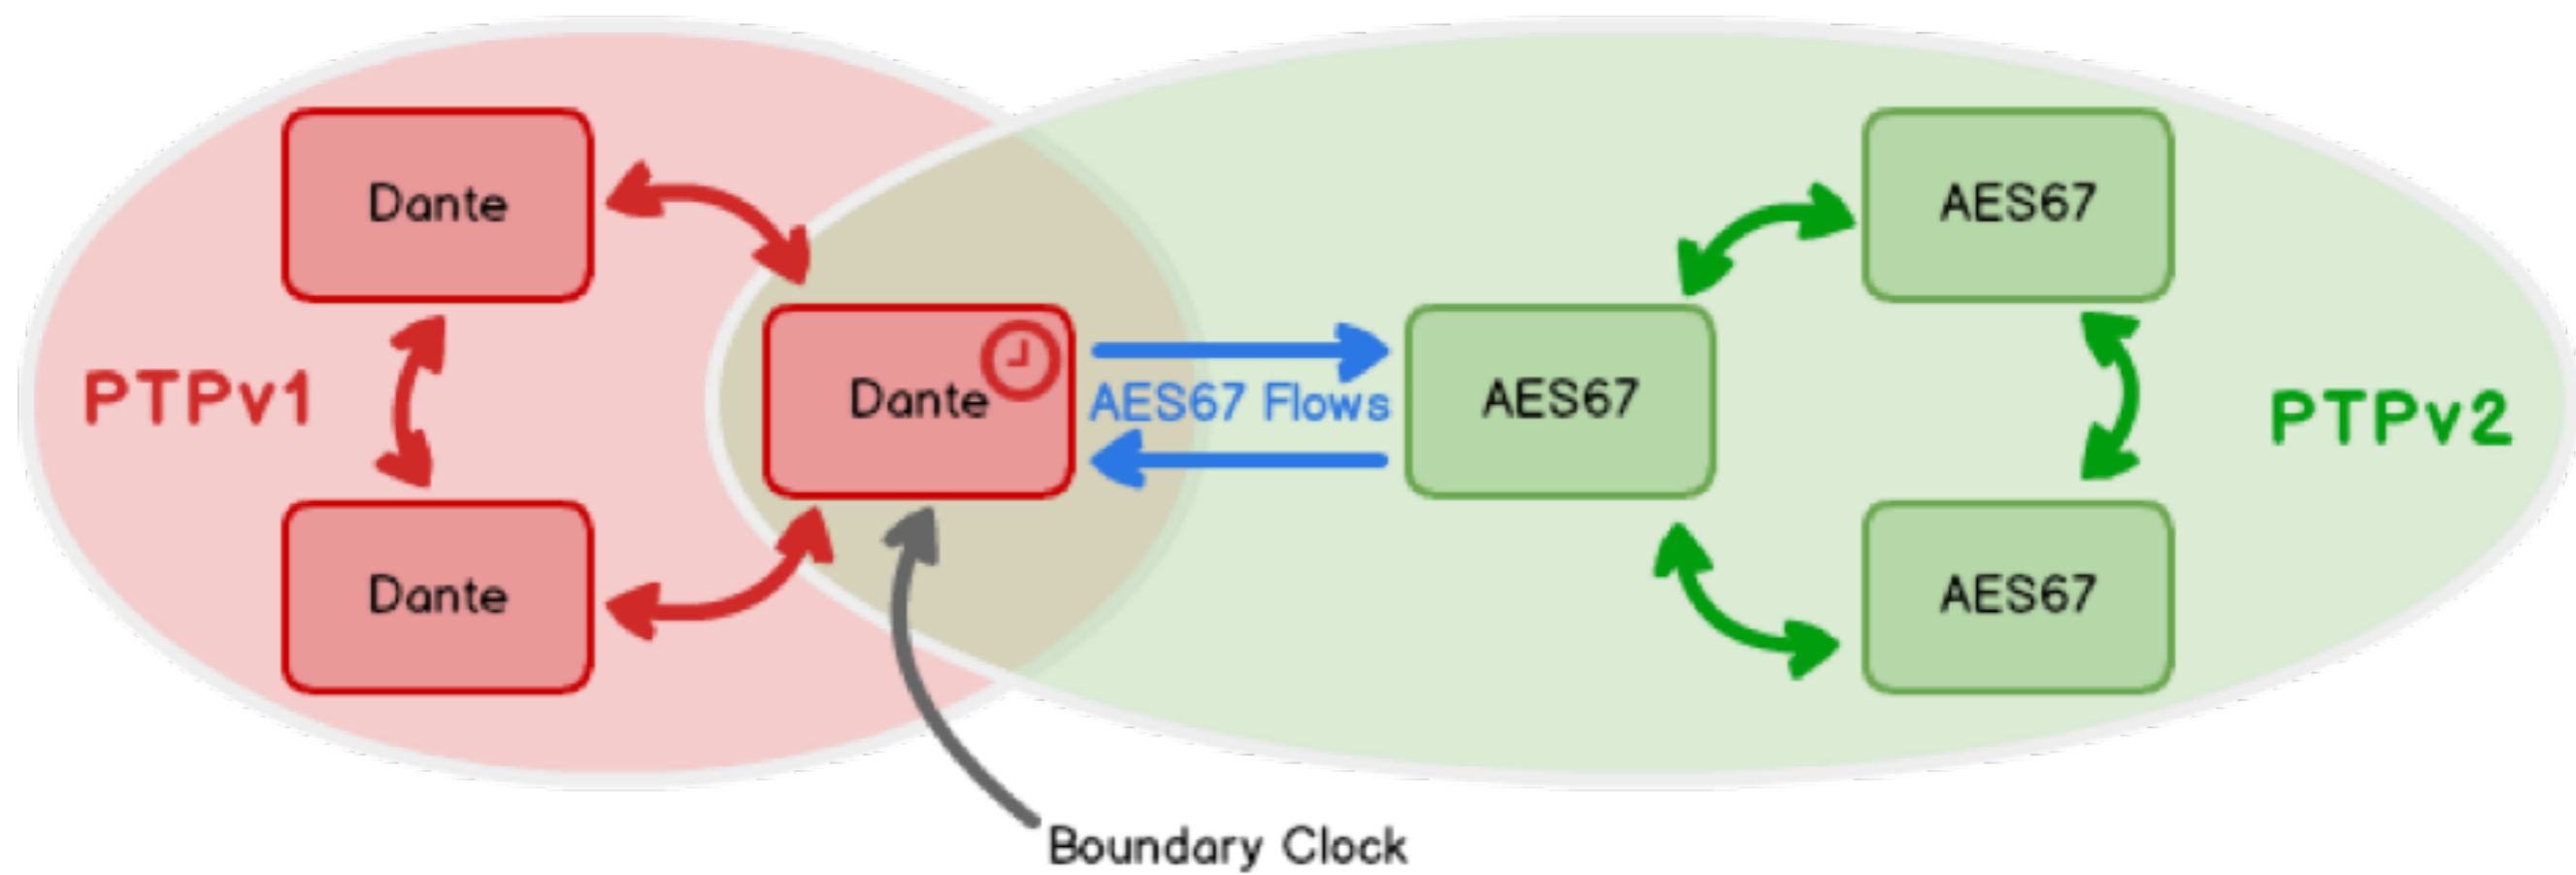 Dante
AES67
PTPv1
Dante
AES67 Flows
AES67
PTPv2
Dante
AES67
Boundary Clock